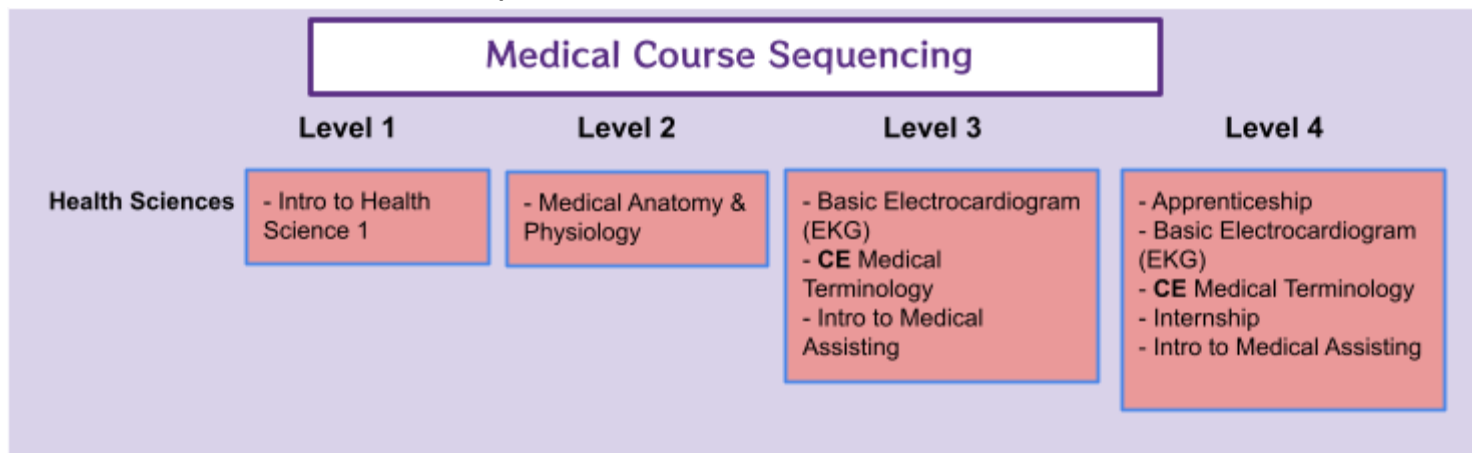 Medical Course Sequencing
Level 1
Level 2
Level 3
Level 4
Health Sciences
- Intro to Health
Science 1
- Medical Anatomy &
Physiology
- Basic Electrocardiogram
(EKG)
- CE Medical
Terminology
- Intro to Medical
Assisting
- Apprenticeship
- Basic Electrocardiogram
(EKG)
- CE Medical Terminology
- Internship
- Intro to Medical Assisting